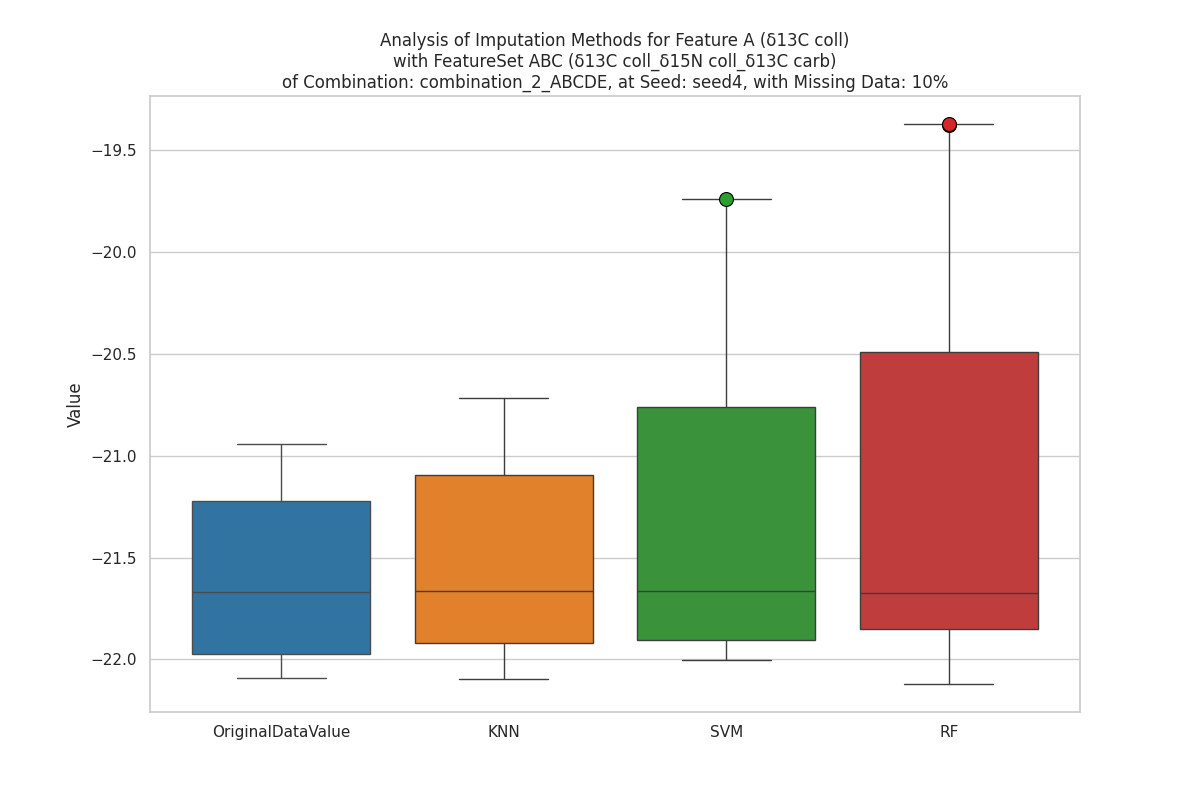 Analysis of Imputation Methods for Feature A (δ13C coll)
with FeatureSet ABC (δ13C coll_δ15N coll_δ13C carb)
of Combination: combination_2_ABCDE, at Seed: seed4, with Missing Data: 10%
−19.5
−20.0
−20.5
−21.0
−21.5
−22.0
Value
OriginalDataValue
KNN
SVM
RF